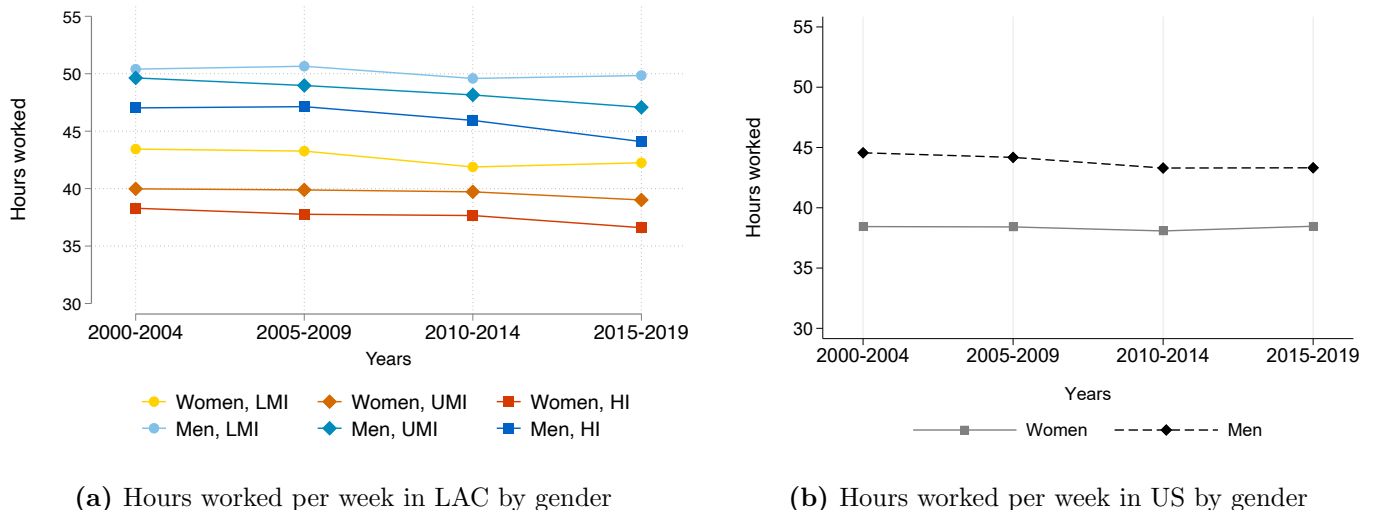 55
50
45
40
35
30
Hours worked
2000-2004 2005-2009 2010-2014 2015-2019
Years
Women, LMI Women, UMI Women, HI
Men, LMI Men, UMI Men, HI
(a) Hours worked per week in LAC by gender
55
50
45
40
35
30
Hours worked
2000-2004 2005-2009 2010-2014 2015-2019
Years
Women Men
(b) Hours worked per week in US by gender